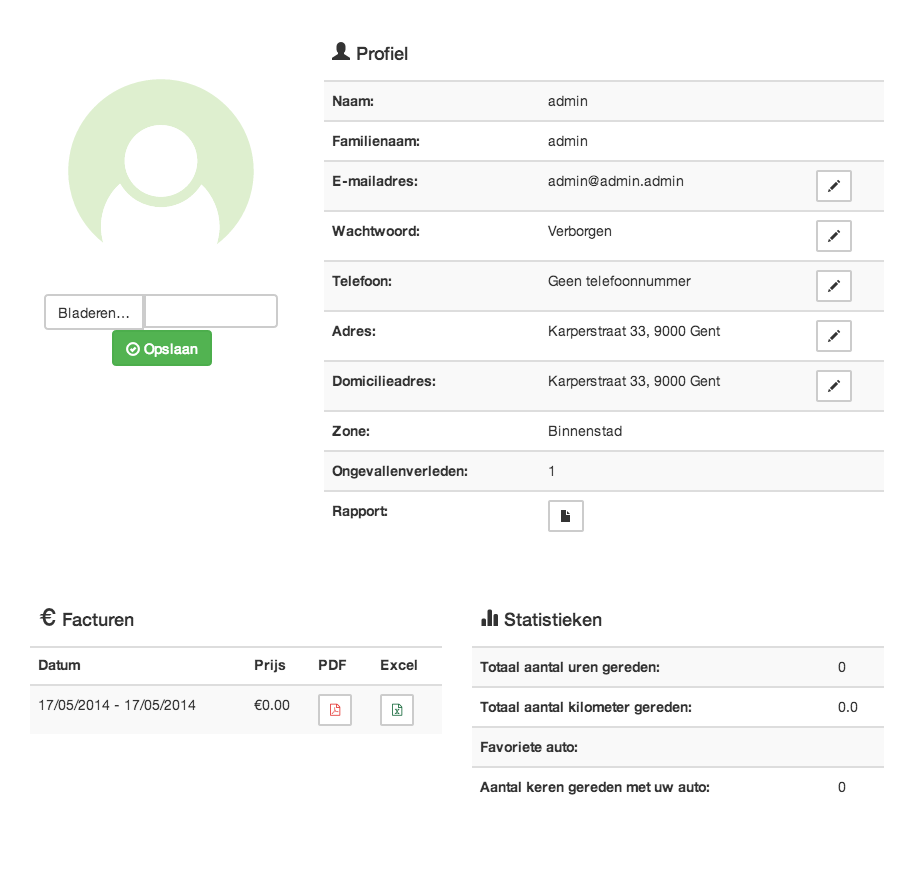 Profiel
Naam: admin
Familienaam: admin
E-mailadres: admin@admin.admin
Wachtwoord: Verborgen
Telefoon: Geen telefoonnummer
Adres: Karperstraat 33, 9000 Gent
Domicilieadres: Karperstraat 33, 9000 Gent
Zone: Binnenstad
Ongevallenverleden: 1
Rapport:
Bladeren...
Opslaan
€ Facturen
Datum Prijs PDF Excel
17/05/2014 - 17/05/2014 €0.00
Statistieken
Totaal aantal uren gereden: 0
Totaal aantal kilometer gereden: 0.0
Favoriete auto:
Aantal keren gereden met uw auto: 0